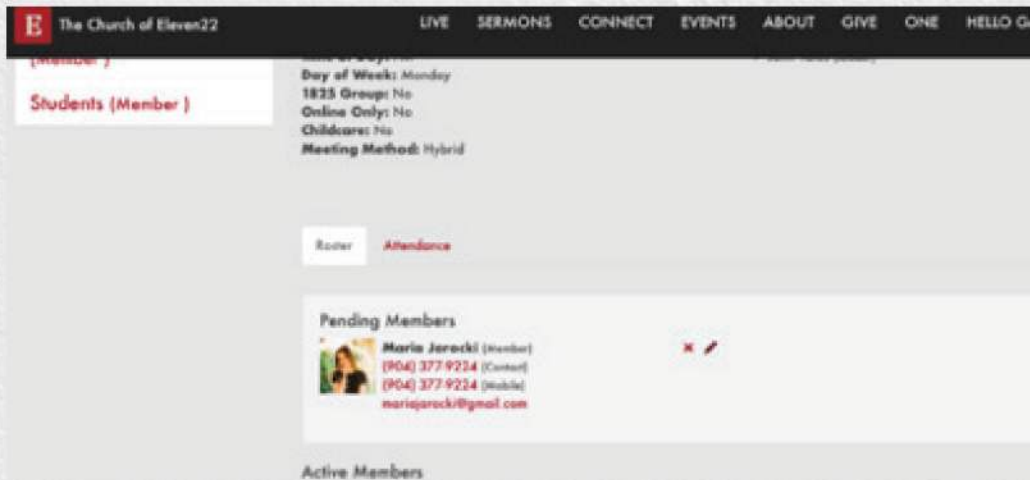 E The Church of Eleven22 LIVE SERMONS CONNECT EVENTS ABOUT GIVE ONE HELLO
(Member )
Students (Member )
Day of Week: Monday
1825 Group: No
Online Only: No
Childcare: No
Meeting Method: Hybrid
Roster Attendance
Pending Members
Maria Jarocki (Member)
(904) 377-9224 (Contact)
(904) 377-9224 (Mobile)
mariajarocki@gmail.com
Active Members